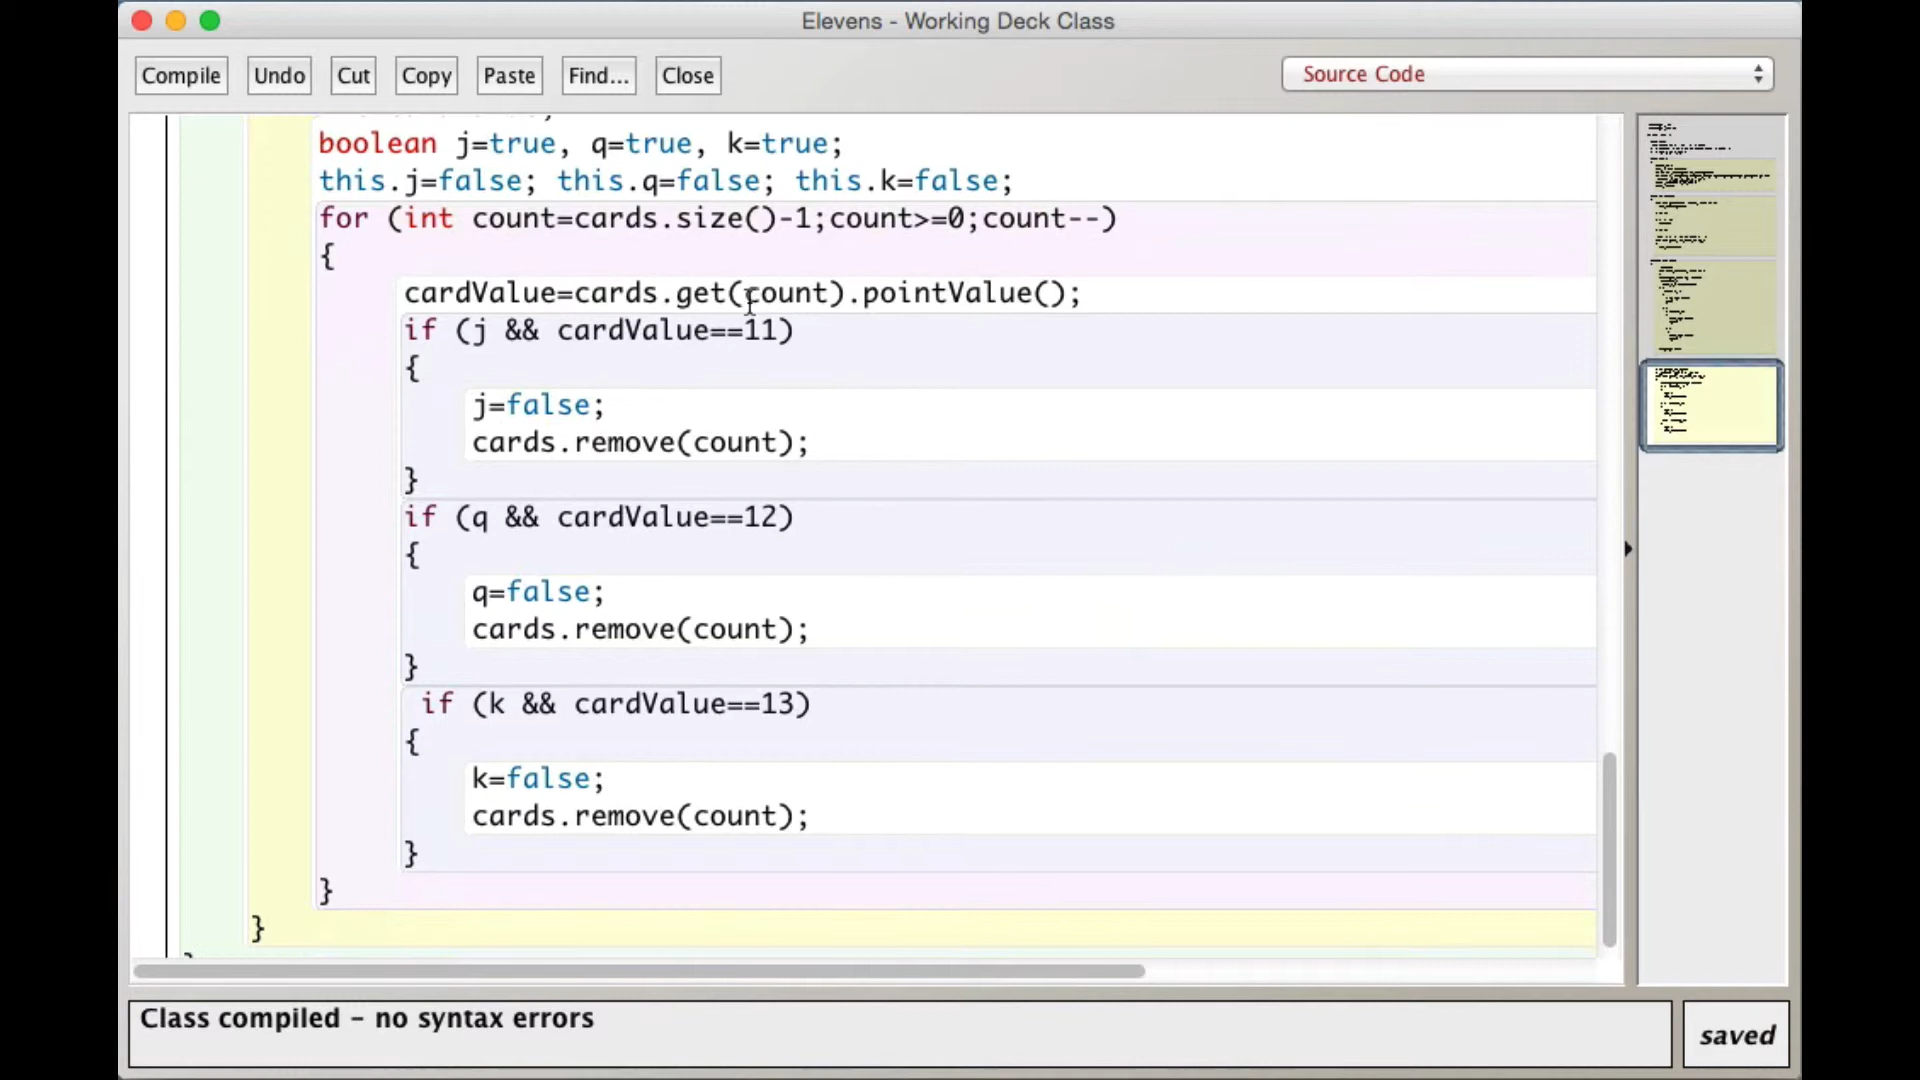 Elevens - Working Deck Class
Compile Undo Cut Copy Paste Find... Close Source Code
boolean j=true, q=true, k=true;
this.j=false; this.q=false; this.k=false;
for (int count=cards.size()-1;count>=0;count--)
{
cardValue=cards.get(count).pointValue();
if (j && cardValue==11)
{
j=false;
cards.remove(count);
}
if (q && cardValue==12)
{
q=false;
cards.remove(count);
}
if (k && cardValue==13)
{
k=false;
cards.remove(count);
}
}
}
Class compiled - no syntax errors
saved